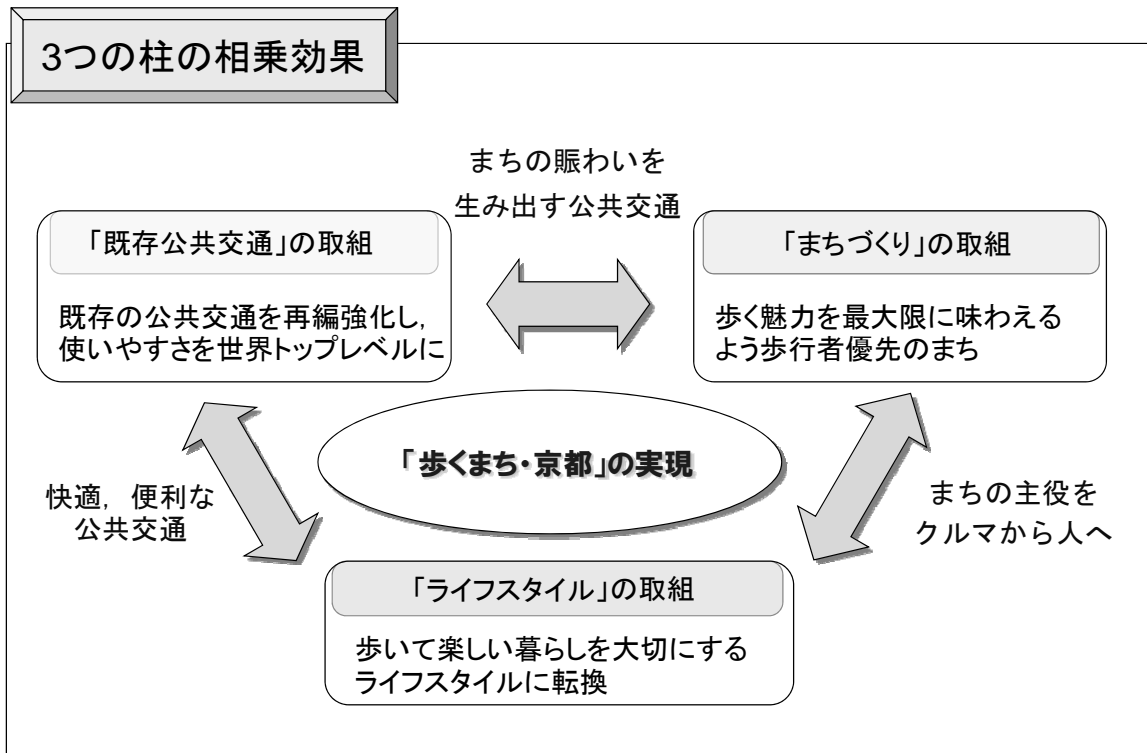 3つの柱の相乗効果
まちの賑わいを
生み出す公共交通
「既存公共交通」の取組
既存の公共交通を再編強化し，
使いやすさを世界トップレベルに
「まちづくり」の取組
歩く魅力を最大限に味わえる
よう歩行者優先のまち
「歩くまち・京都」の実現
快適，便利な
公共交通
まちの主役を
クルマから人へ
「ライフスタイル」の取組
歩いて楽しい暮らしを大切にする
ライフスタイルに転換